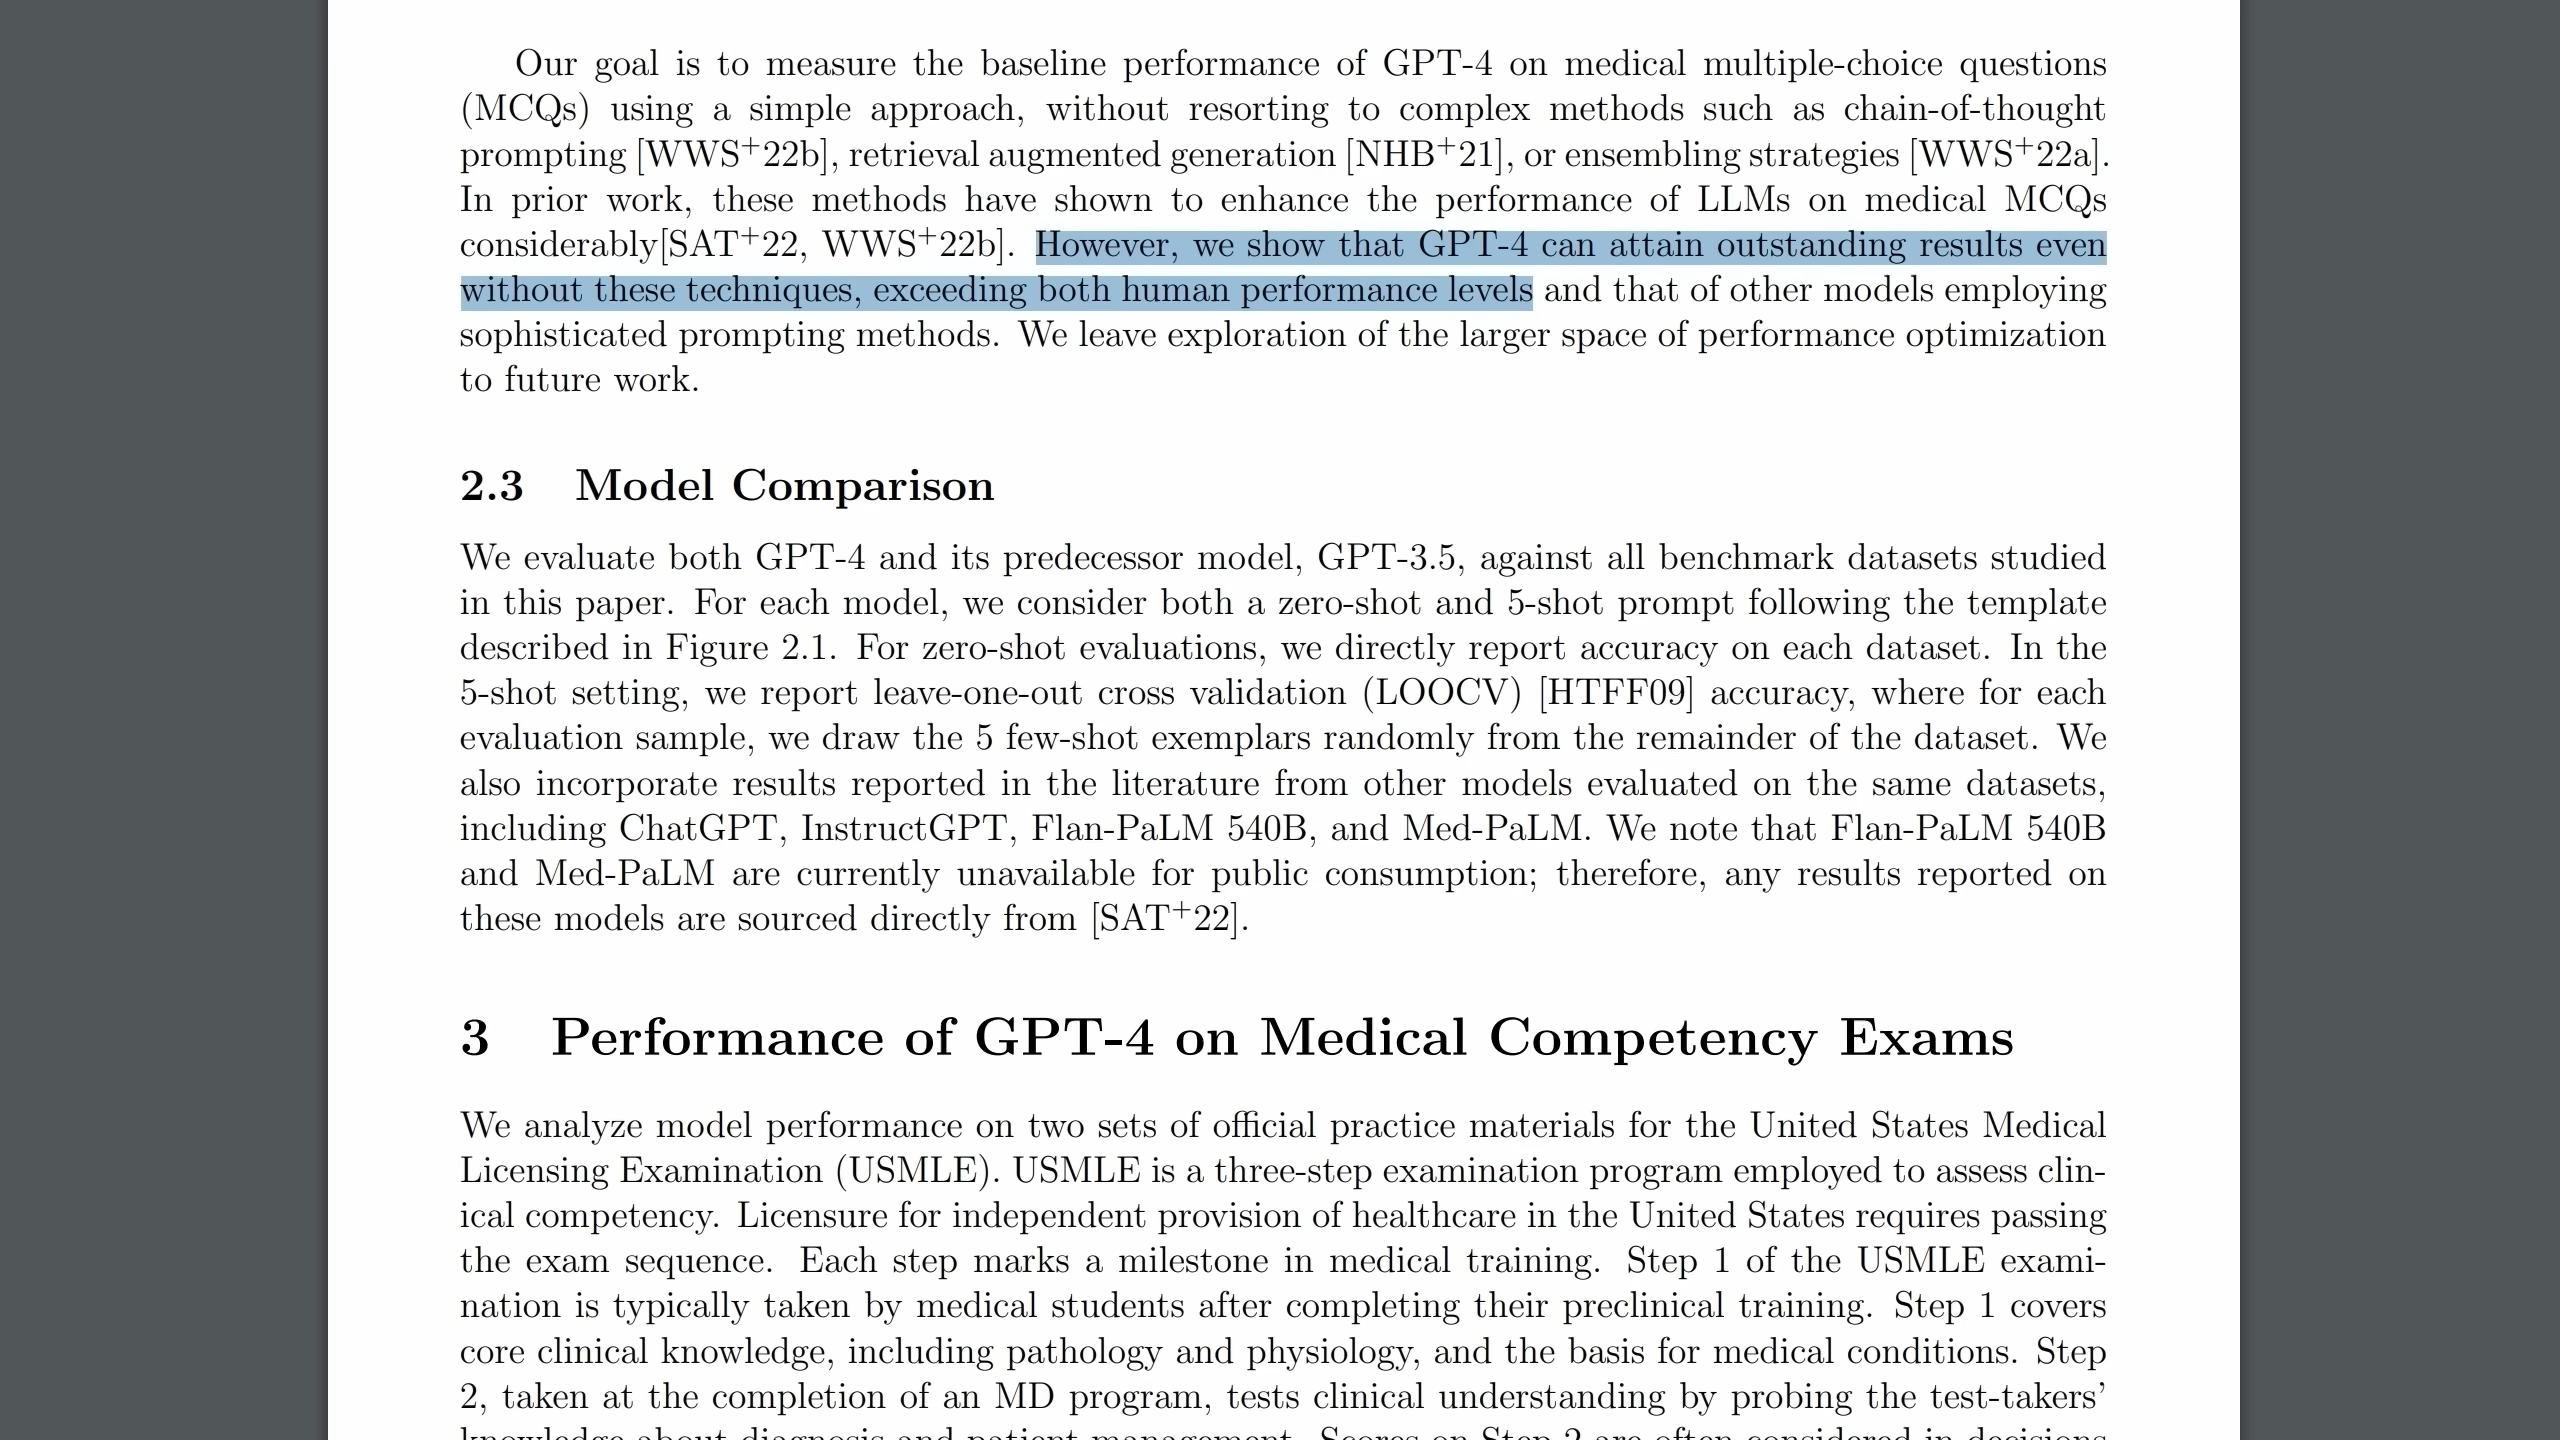 Our goal is to measure the baseline performance of GPT-4 on medical multiple-choice questions
(MCQs) using a simple approach, without resorting to complex methods such as chain-of-thought
prompting [WWS+22b], retrieval augmented generation [NHB+21], or ensembling strategies [WWS+22a].
In prior work, these methods have shown to enhance the performance of LLMs on medical MCQs
considerably[SAT+22, WWS+22b]. However, we show that GPT-4 can attain outstanding results even
without these techniques, exceeding both human performance levels and that of other models employing
sophisticated prompting methods. We leave exploration of the larger space of performance optimization
to future work.
2.3 Model Comparison
We evaluate both GPT-4 and its predecessor model, GPT-3.5, against all benchmark datasets studied
in this paper. For each model, we consider both a zero-shot and 5-shot prompt following the template
described in Figure 2.1. For zero-shot evaluations, we directly report accuracy on each dataset. In the
5-shot setting, we report leave-one-out cross validation (LOOCV) [HTFF09] accuracy, where for each
evaluation sample, we draw the 5 few-shot exemplars randomly from the remainder of the dataset. We
also incorporate results reported in the literature from other models evaluated on the same datasets,
including ChatGPT, InstructGPT, Flan-PaLM 540B, and Med-PaLM. We note that Flan-PaLM 540B
and Med-PaLM are currently unavailable for public consumption; therefore, any results reported on
these models are sourced directly from [SAT+22].
3 Performance of GPT-4 on Medical Competency Exams
We analyze model performance on two sets of official practice materials for the United States Medical
Licensing Examination (USMLE). USMLE is a three-step examination program employed to assess clin-
ical competency. Licensure for independent provision of healthcare in the United States requires passing
the exam sequence. Each step marks a milestone in medical training. Step 1 of the USMLE exami-
nation is typically taken by medical students after completing their preclinical training. Step 1 covers
core clinical knowledge, including pathology and physiology, and the basis for medical conditions. Step
2, taken at the completion of an MD program, tests clinical understanding by probing the test-takers'
knowledge about diagnosis and patient management. Scores on Step 2 are often considered in decisions